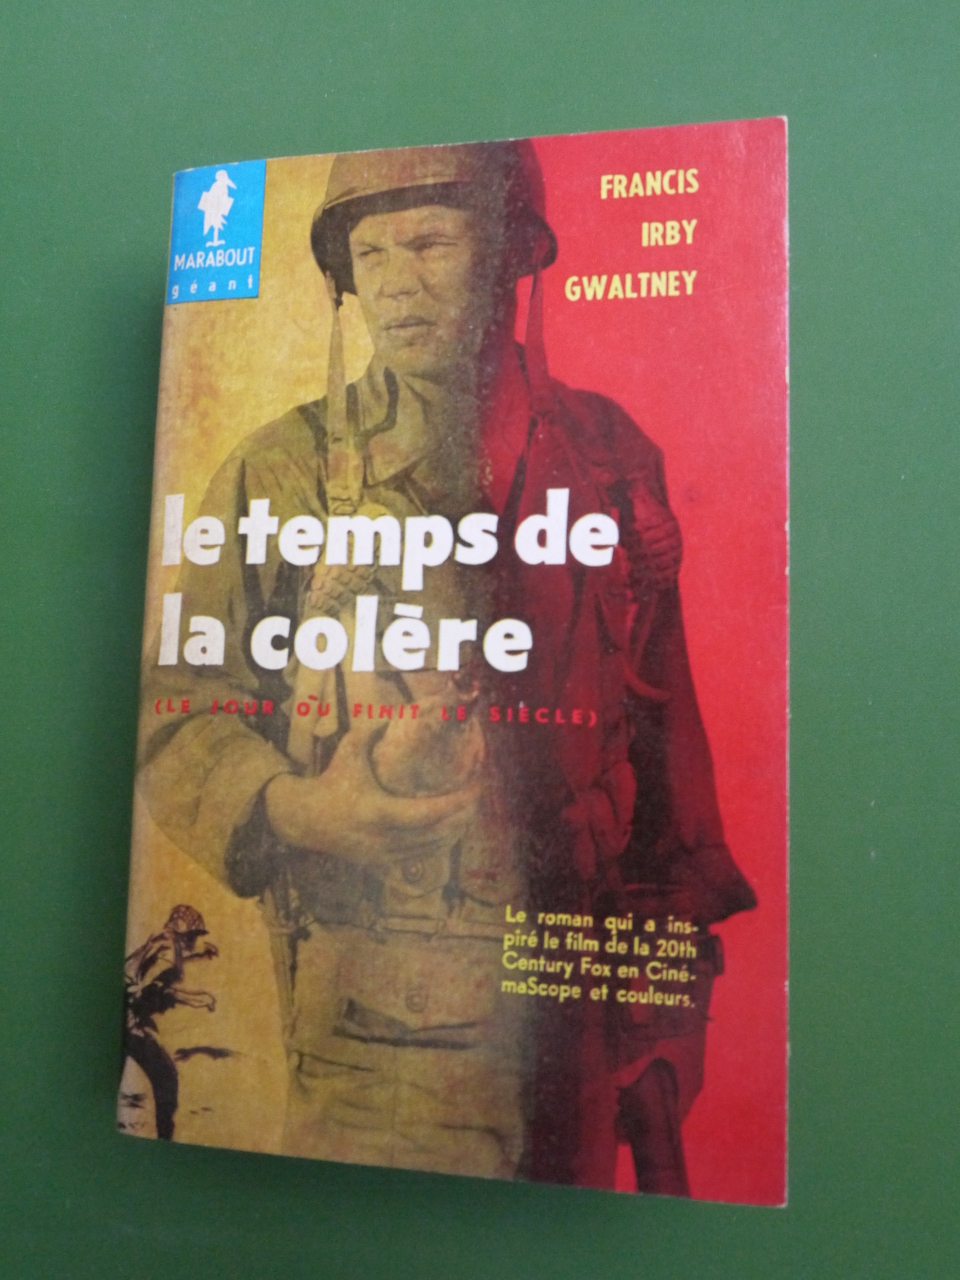 MARABOUT
géant
FRANCIS
IRBY
GWALTNEY
le temps de
la colère
(LE JOUR OÙ FINIT LE SIECLE)
Le roman qui a ins-
piré le film de la 20th
Century Fox en Ciné-
maScope et couleurs.